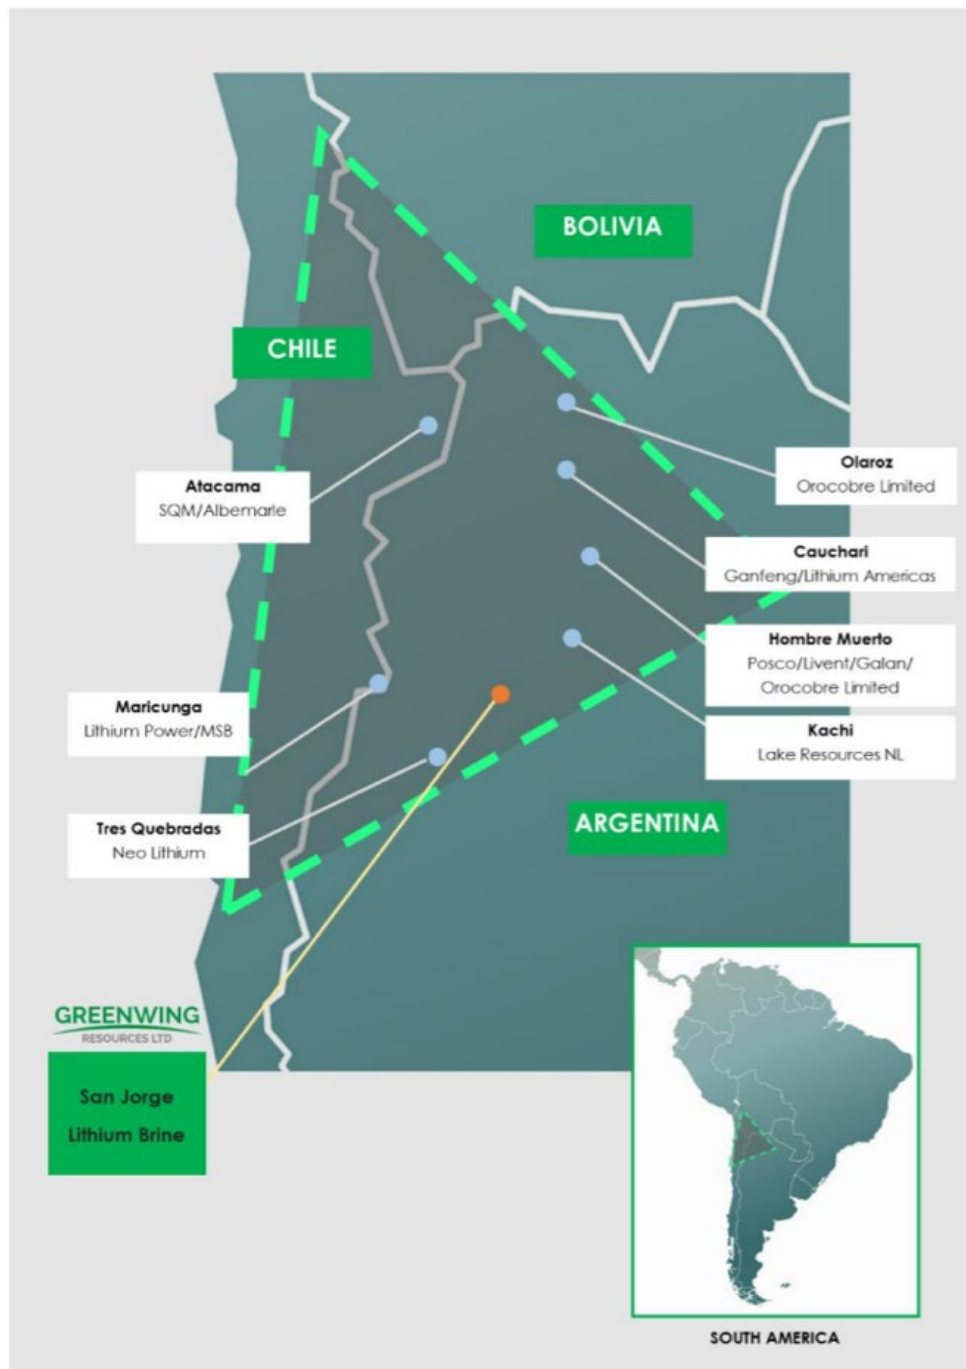 BOLIVIA
CHILE
Olaroz
Orocobre Limited
Atacama
SQM/Albemarle
Cauchari
Ganfeng/Lithium Americas
Hombre Muerto
Posco/Livent/Galan/
Orocobre Limited
Maricunga
Lithium Power/MSB
Kachi
Lake Resources NL
Tres Quebradas
Neo Lithium
ARGENTINA
GREENWING
RESOURCES LTD
San Jorge
Lithium Brine
SOUTH AMERICA